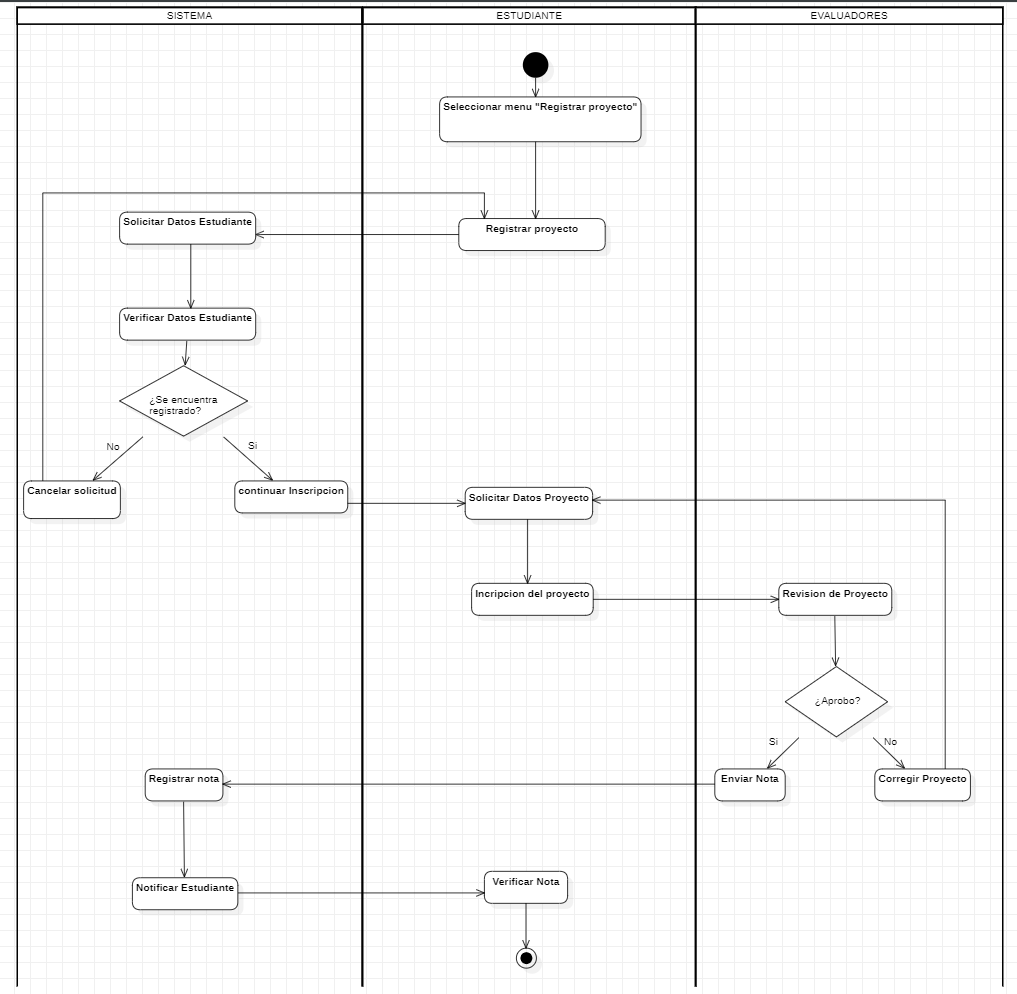 SISTEMA
ESTUDIANTE
EVALUADORES
Seleccionar menu "Registrar proyecto"
Solicitar Datos Estudiante
Registrar proyecto
Verificar Datos Estudiante
¿Se encuentra
registrado?
No
Si
Cancelar solicitud
continuar Inscripcion
Solicitar Datos Proyecto
Incripcion del proyecto
Revision de Proyecto
¿Aprobo?
Si
No
Registrar nota
Enviar Nota
Corregir Proyecto
Notificar Estudiante
Verificar Nota